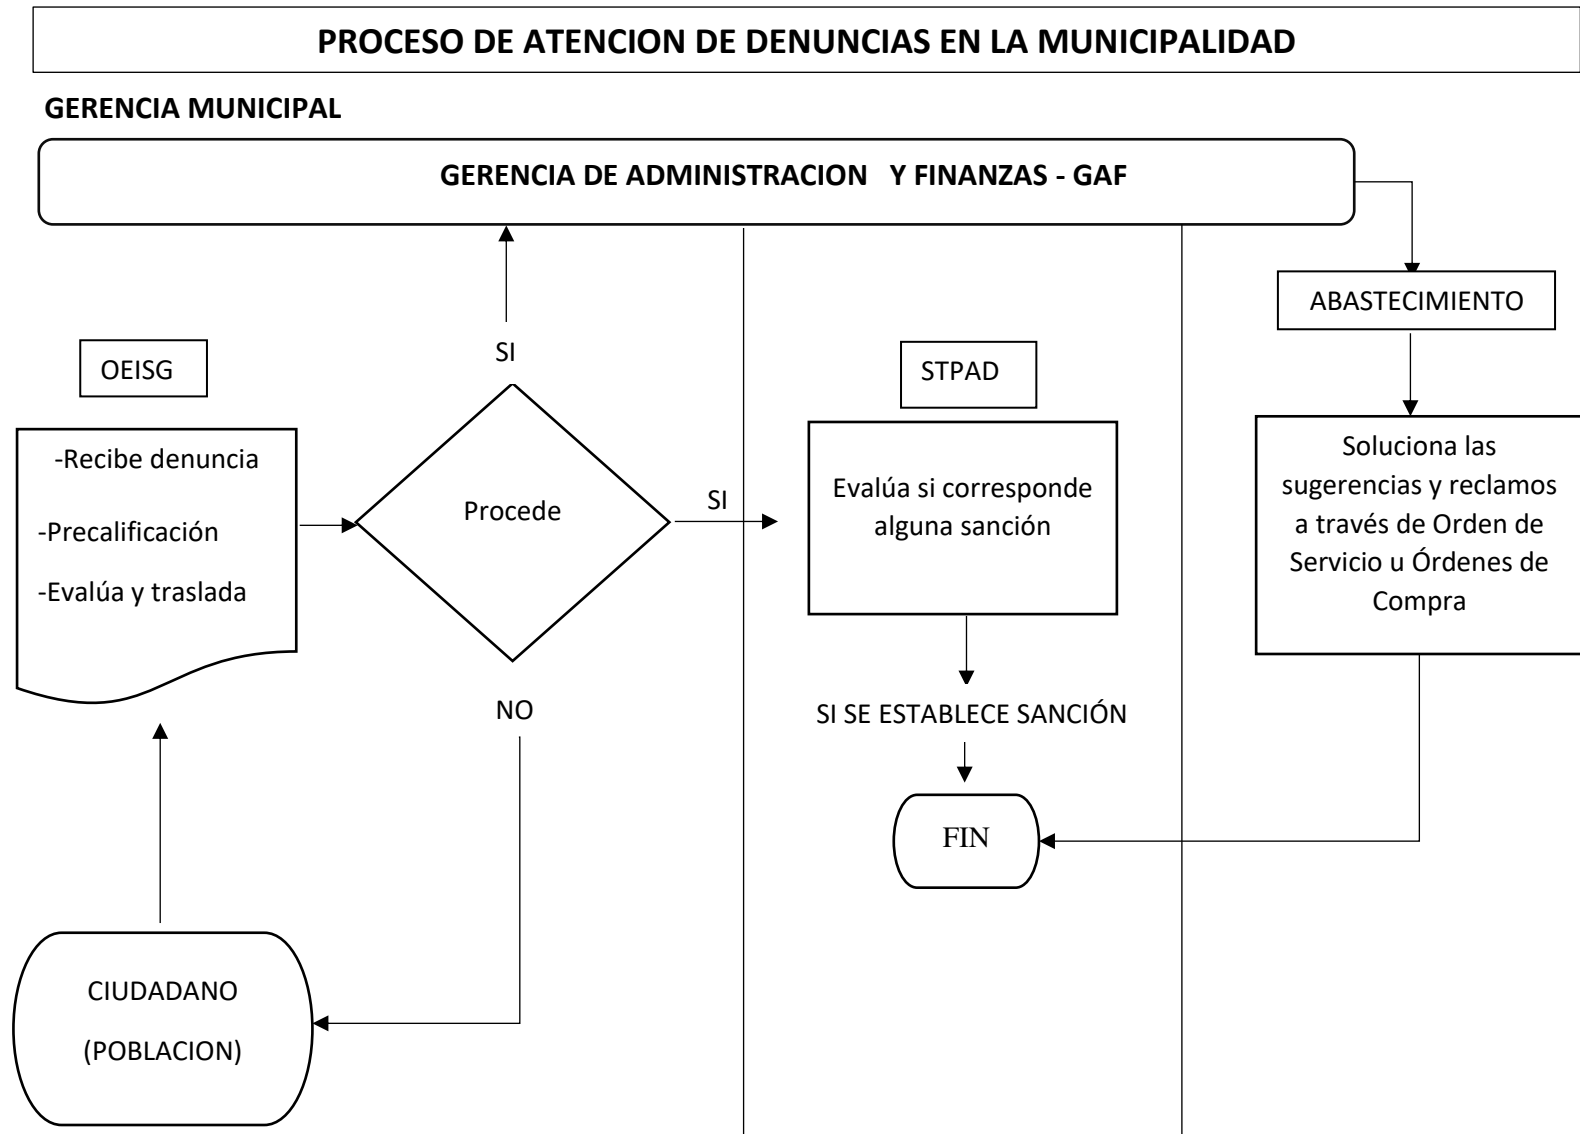 PROCESO DE ATENCION DE DENUNCIAS EN LA MUNICIPALIDAD
GERENCIA MUNICIPAL
GERENCIA DE ADMINISTRACION Y FINANZAS - GAF
ABASTECIMIENTO
SI
OEISG
STPAD
-Recibe denuncia
-Precalificación
-Evalúa y traslada
Procede
SI
Evalúa si corresponde
alguna sanción
Soluciona las
sugerencias y reclamos
a través de Orden de
Servicio u Órdenes de
Compra
NO
SI SE ESTABLECE SANCIÓN
FIN
CIUDADANO
(POBLACION)